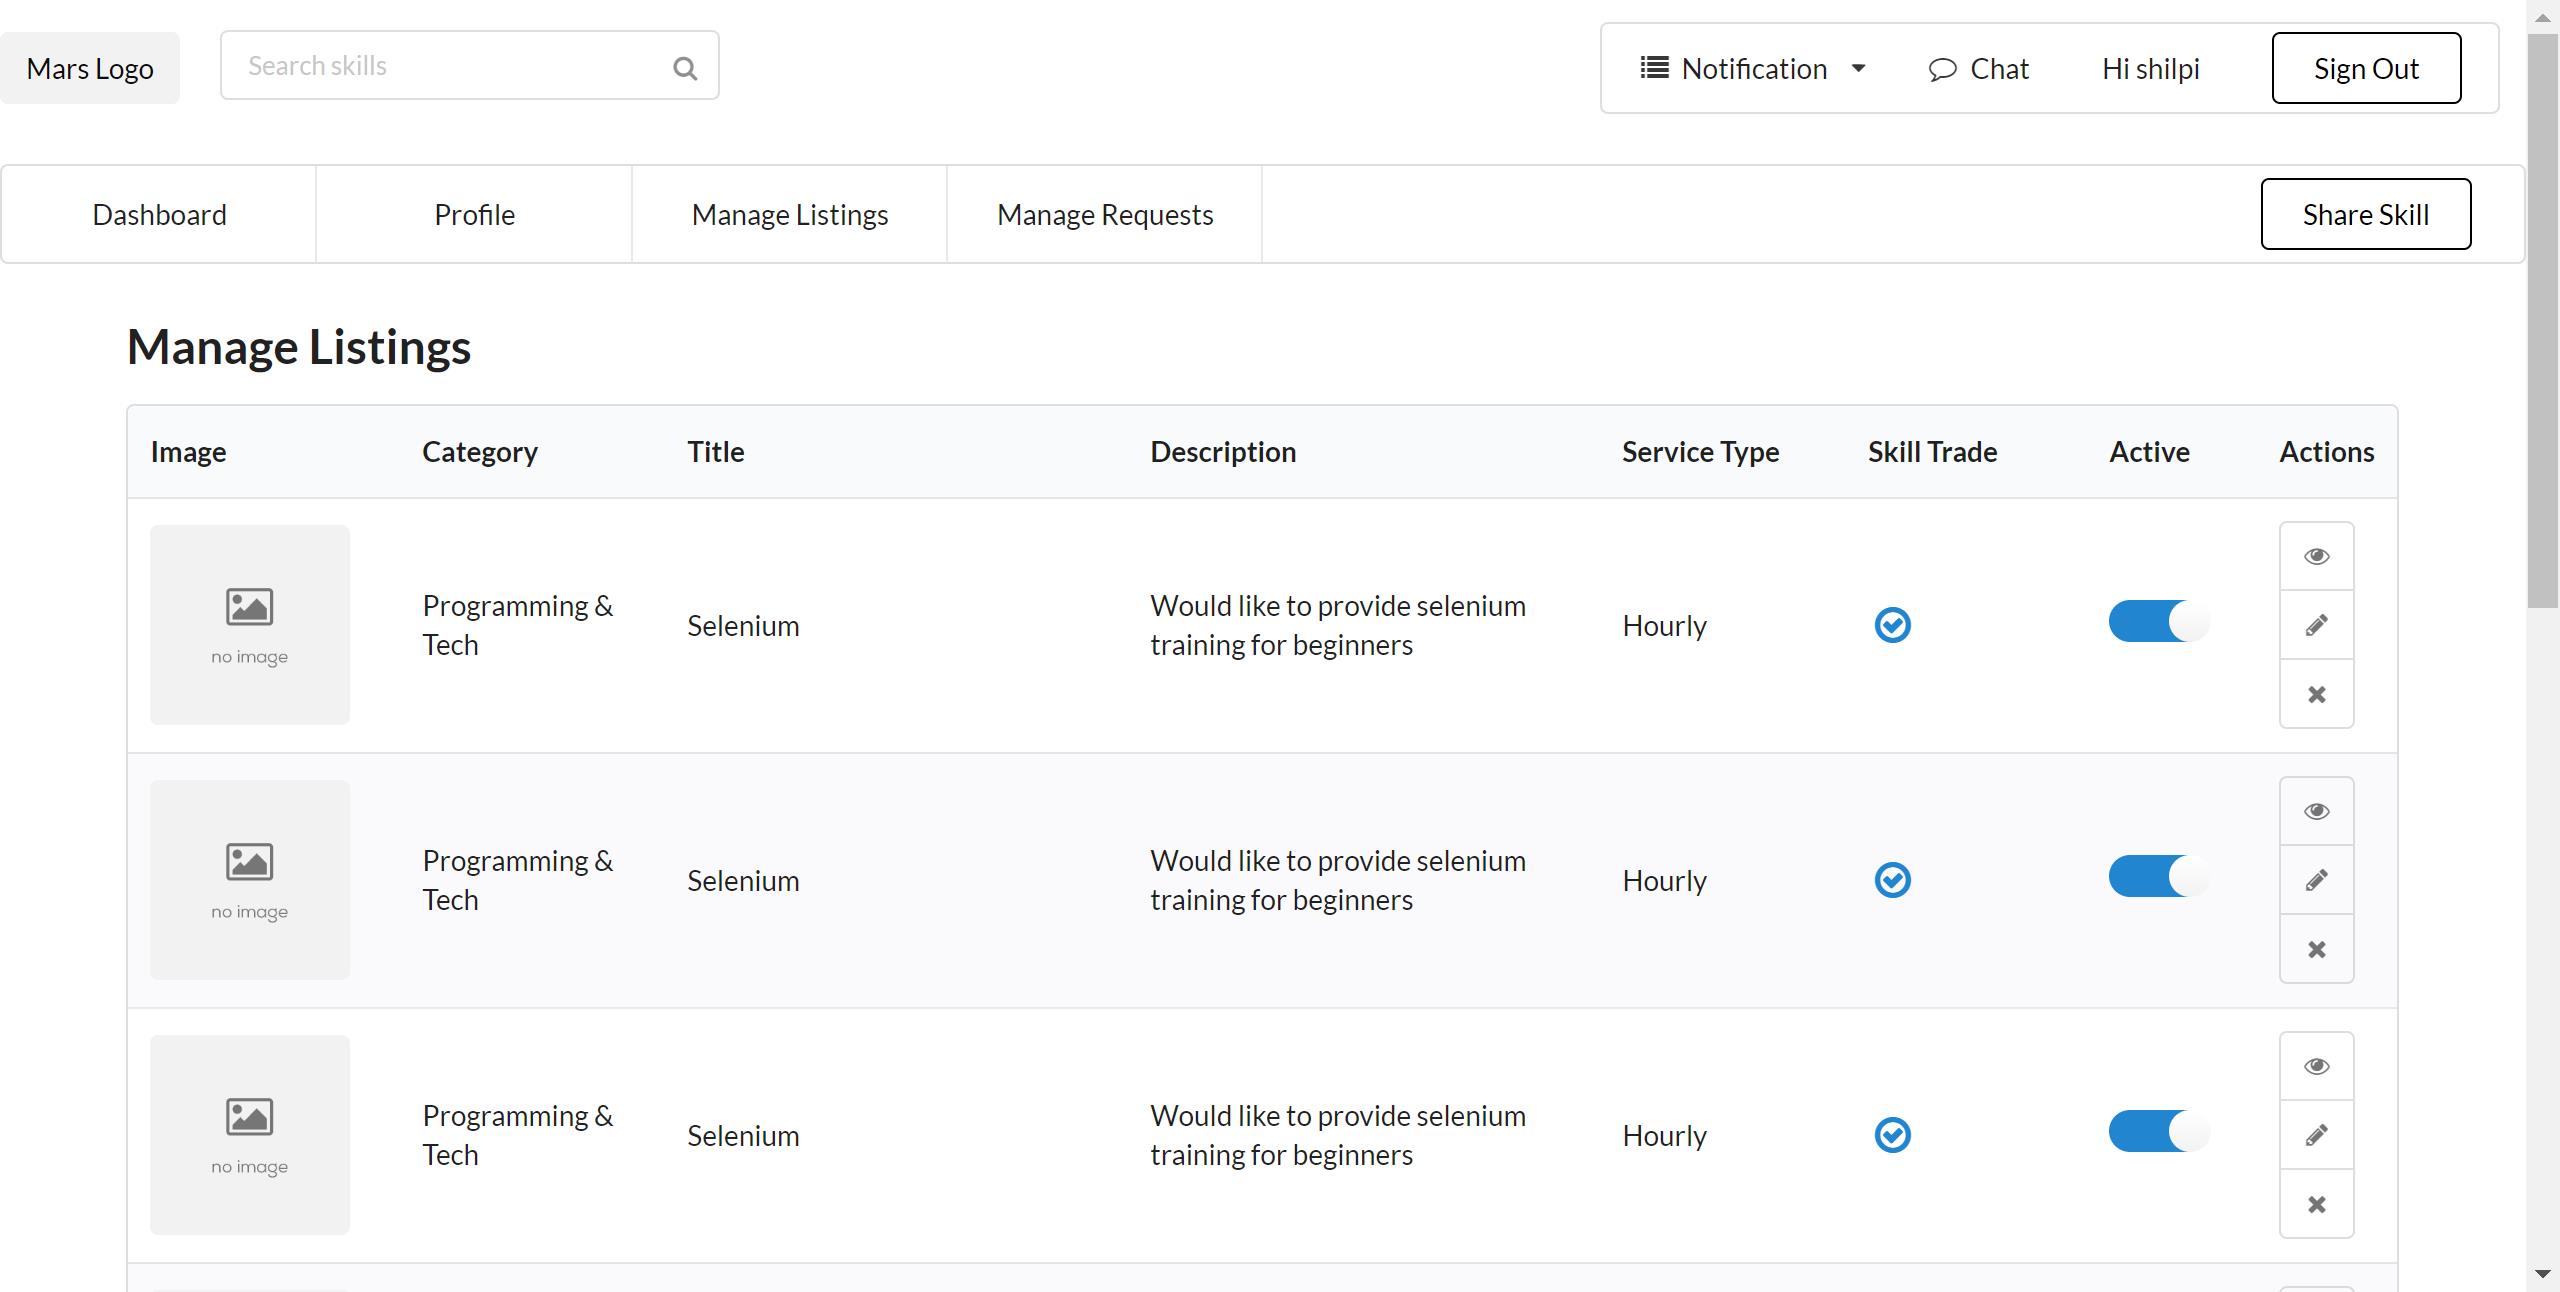 Mars Logo
Search skills
Notification
Chat
Hi shilpi
Sign Out
Dashboard
Profile
Manage Listings
Manage Requests
Share Skill
Manage Listings
Image
Category
Title
Description
Service Type
Skill Trade
Active
Actions
no image
Programming &
Tech
Selenium
Would like to provide selenium
training for beginners
Hourly
no image
Programming &
Tech
Selenium
Would like to provide selenium
training for beginners
Hourly
no image
Programming &
Tech
Selenium
Would like to provide selenium
training for beginners
Hourly